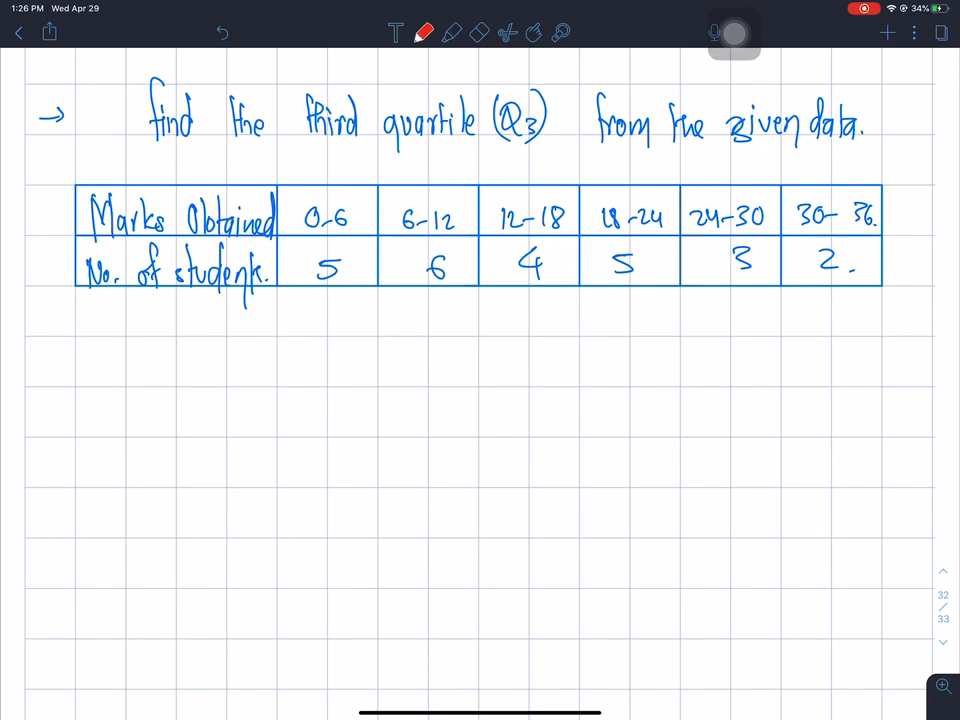 1:26 PM Wed Apr 29
34%
T
→ find the third quartile (Q3) from the given data.
Marks Obtained 0-6 6-12 12-18 18-24 24-30 30-36.
No. of students. 5 6 4 5 3 2.
32
/
33